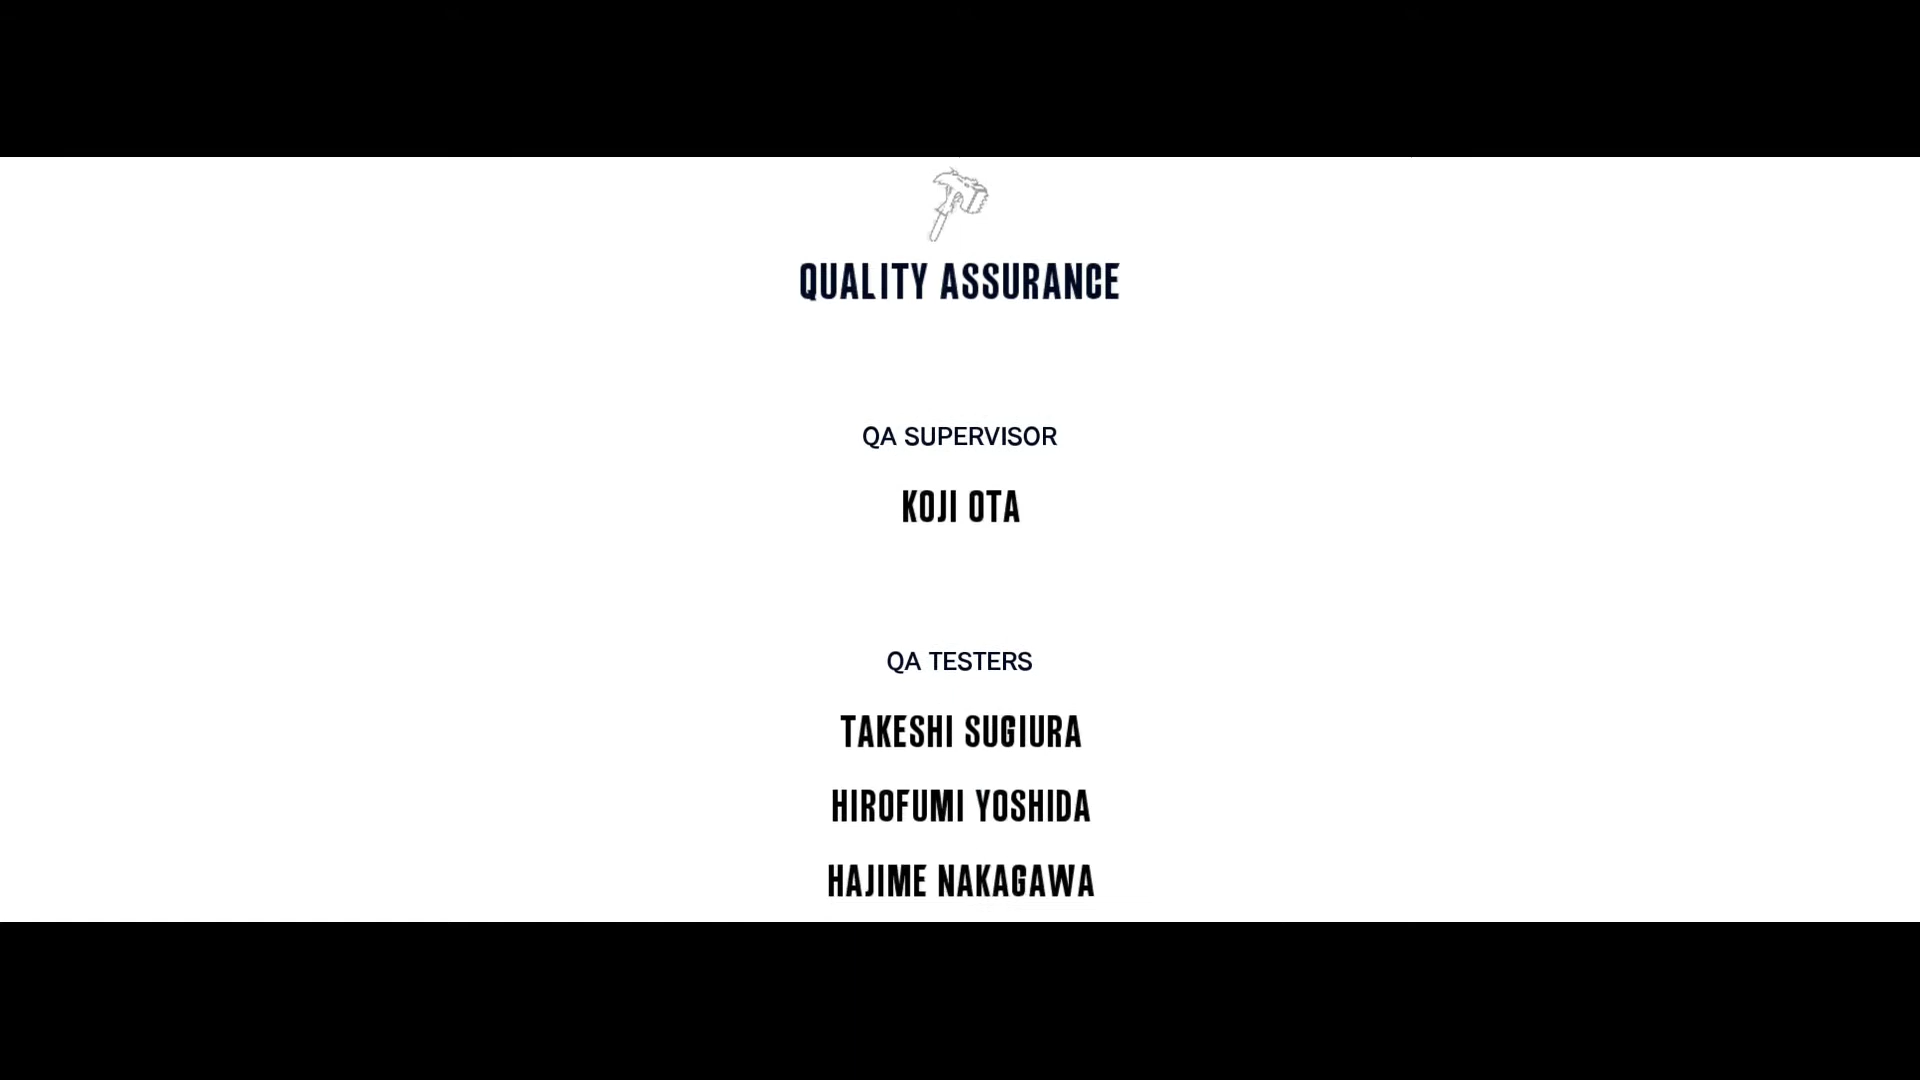 QUALITY ASSURANCE
QA SUPERVISOR
KOJI OTA
QA TESTERS
TAKESHI SUGIURA
HIROFUMI YOSHIDA
HAJIME NAKAGAWA